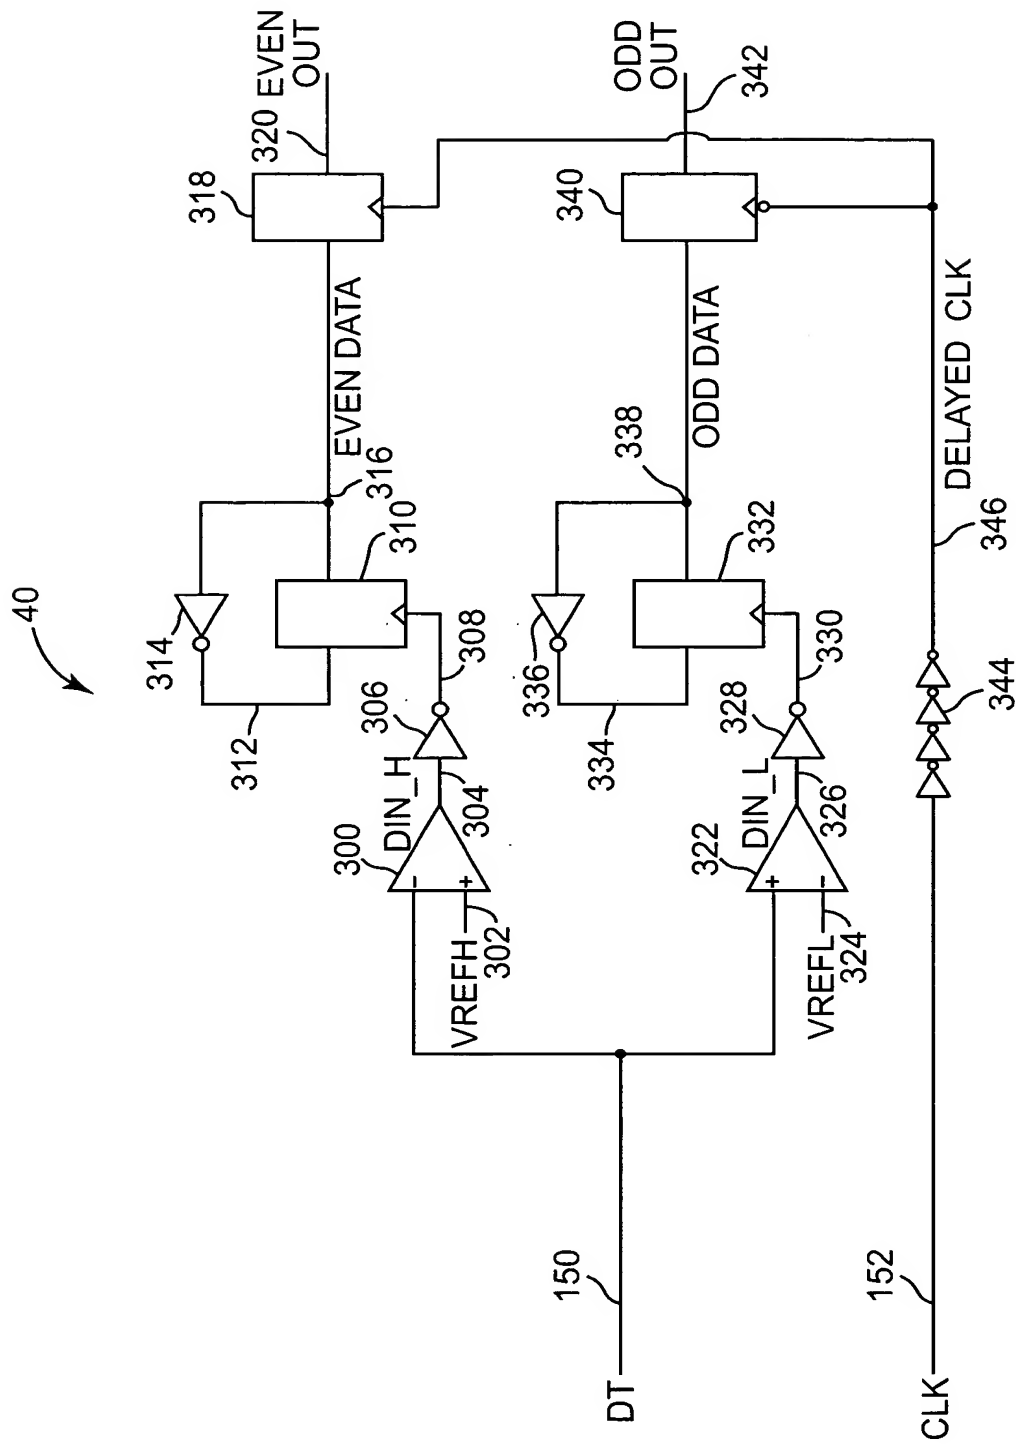 40
318
320 EVEN
OUT
EVEN DATA
316
310
314
312
308
306
DIN_H
304
300
VREFH
302
ODD
OUT
342
340
ODD DATA
338
332
336
334
330
328
DIN_L
326
322
VREFL
324
DT
150
CLK
152
344
346
DELAYED CLK
+
-
+
-